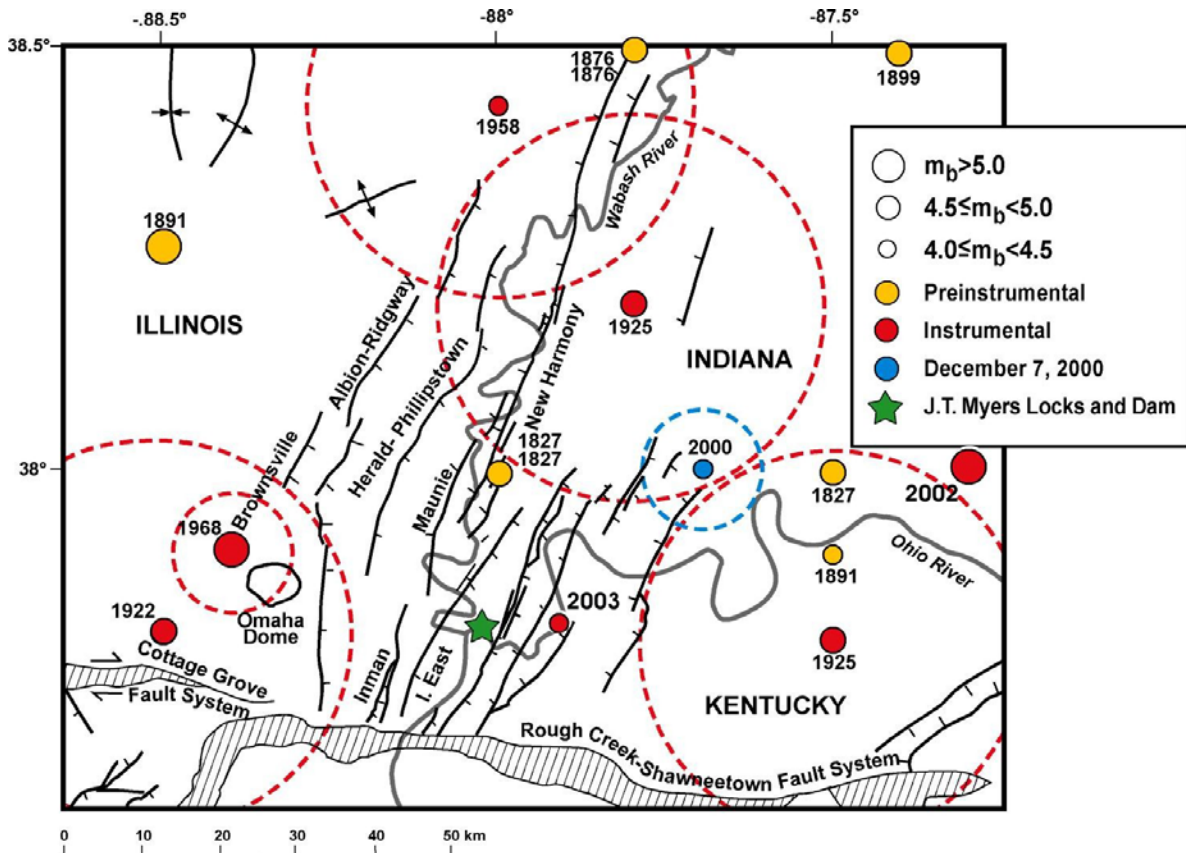 -.88.5°
-88°
-87.5°
38.5°
1876
1876
1899
1958
Wabash River
1891
ILLINOIS
Albion-Ridgway
Herald- Phillipstown
New Harmony
1925
INDIANA
mb>5.0
4.5≤mb<5.0
4.0≤mb<4.5
Preinstrumental
Instrumental
December 7, 2000
J.T. Myers Locks and Dam
38°
Brownsville
Maunie
1827
1827
2000
1827
2002
1968
Omaha
Dome
1891
Ohio River
1922
2003
1925
Cottage Grove
Fault System
Inman
I. East
KENTUCKY
Rough Creek-Shawneetown Fault System
0 10 20 30 40 50 km